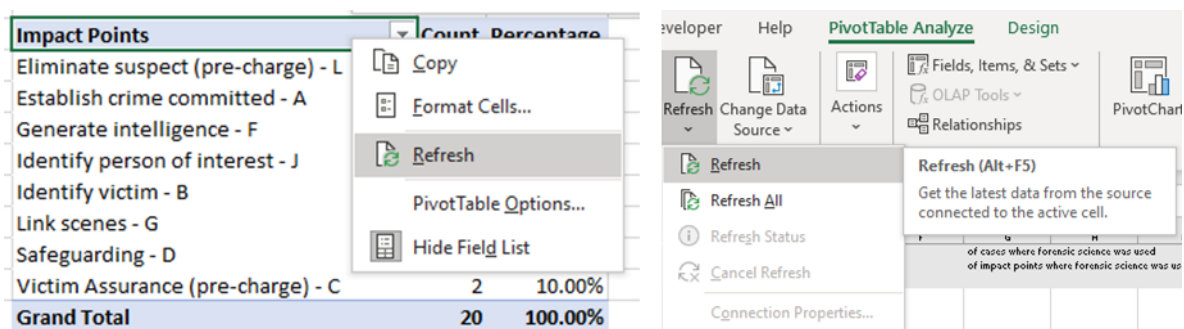 Impact Points
Count Percentage
Eliminate suspect (pre-charge) - L
Establish crime committed - A
Generate intelligence - F
Identify person of interest - J
Identify victim - B
Link scenes - G
Safeguarding - D
Victim Assurance (pre-charge) - C 2 10.00%
Grand Total 20 100.00%
Copy
Format Cells...
Refresh
PivotTable Options...
Hide Field List
eveloper Help PivotTable Analyze Design
Refresh
Change Data
Source
Actions
Fields, Items, & Sets
OLAP Tools
Relationships
PivotChart
Refresh
Refresh All
Refresh Status
Cancel Refresh
Connection Properties...
Refresh (Alt+F5)
Get the latest data from the source
connected to the active cell.
F G H
of cases where forensic science was used
of impact points where forensic science was us